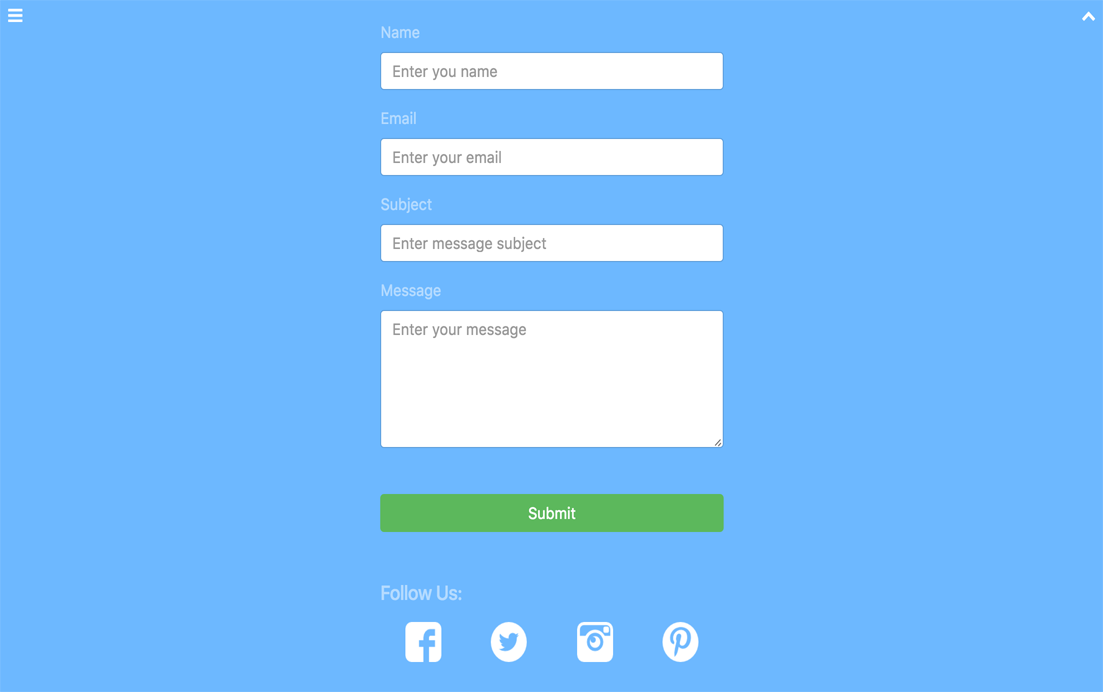 Name
Enter you name
Email
Enter your email
Subject
Enter message subject
Message
Enter your message
Submit
Follow Us: